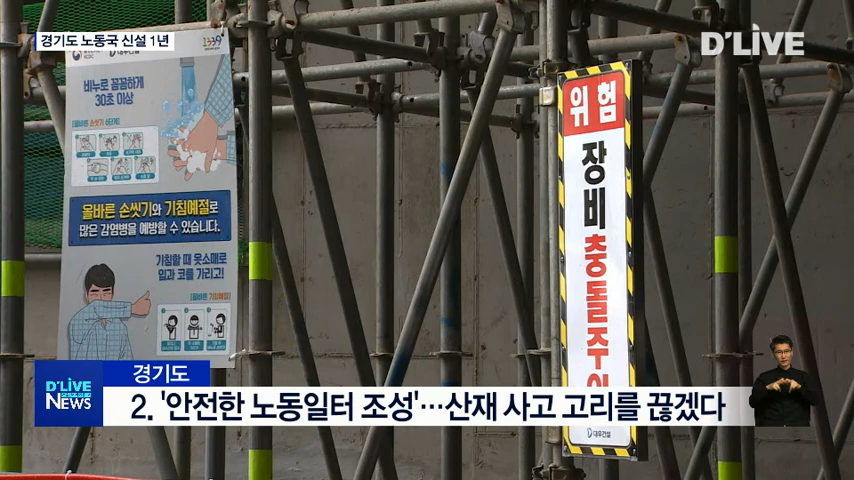 경기도 노동국 신설 1년
D'LIVE
1339
비누로 꼼꼼하게
30초 이상
올바른 손씻기와 기침예절로
많은 감염병을 예방할 수 있습니다.
기침할 때 옷소매로
입과 코를 가리고!
위험
장비충돌주의
대우건설
D'LIVE
NEWS
경기도
2. '안전한 노동일터 조성'…산재 사고 고리를 끊겠다